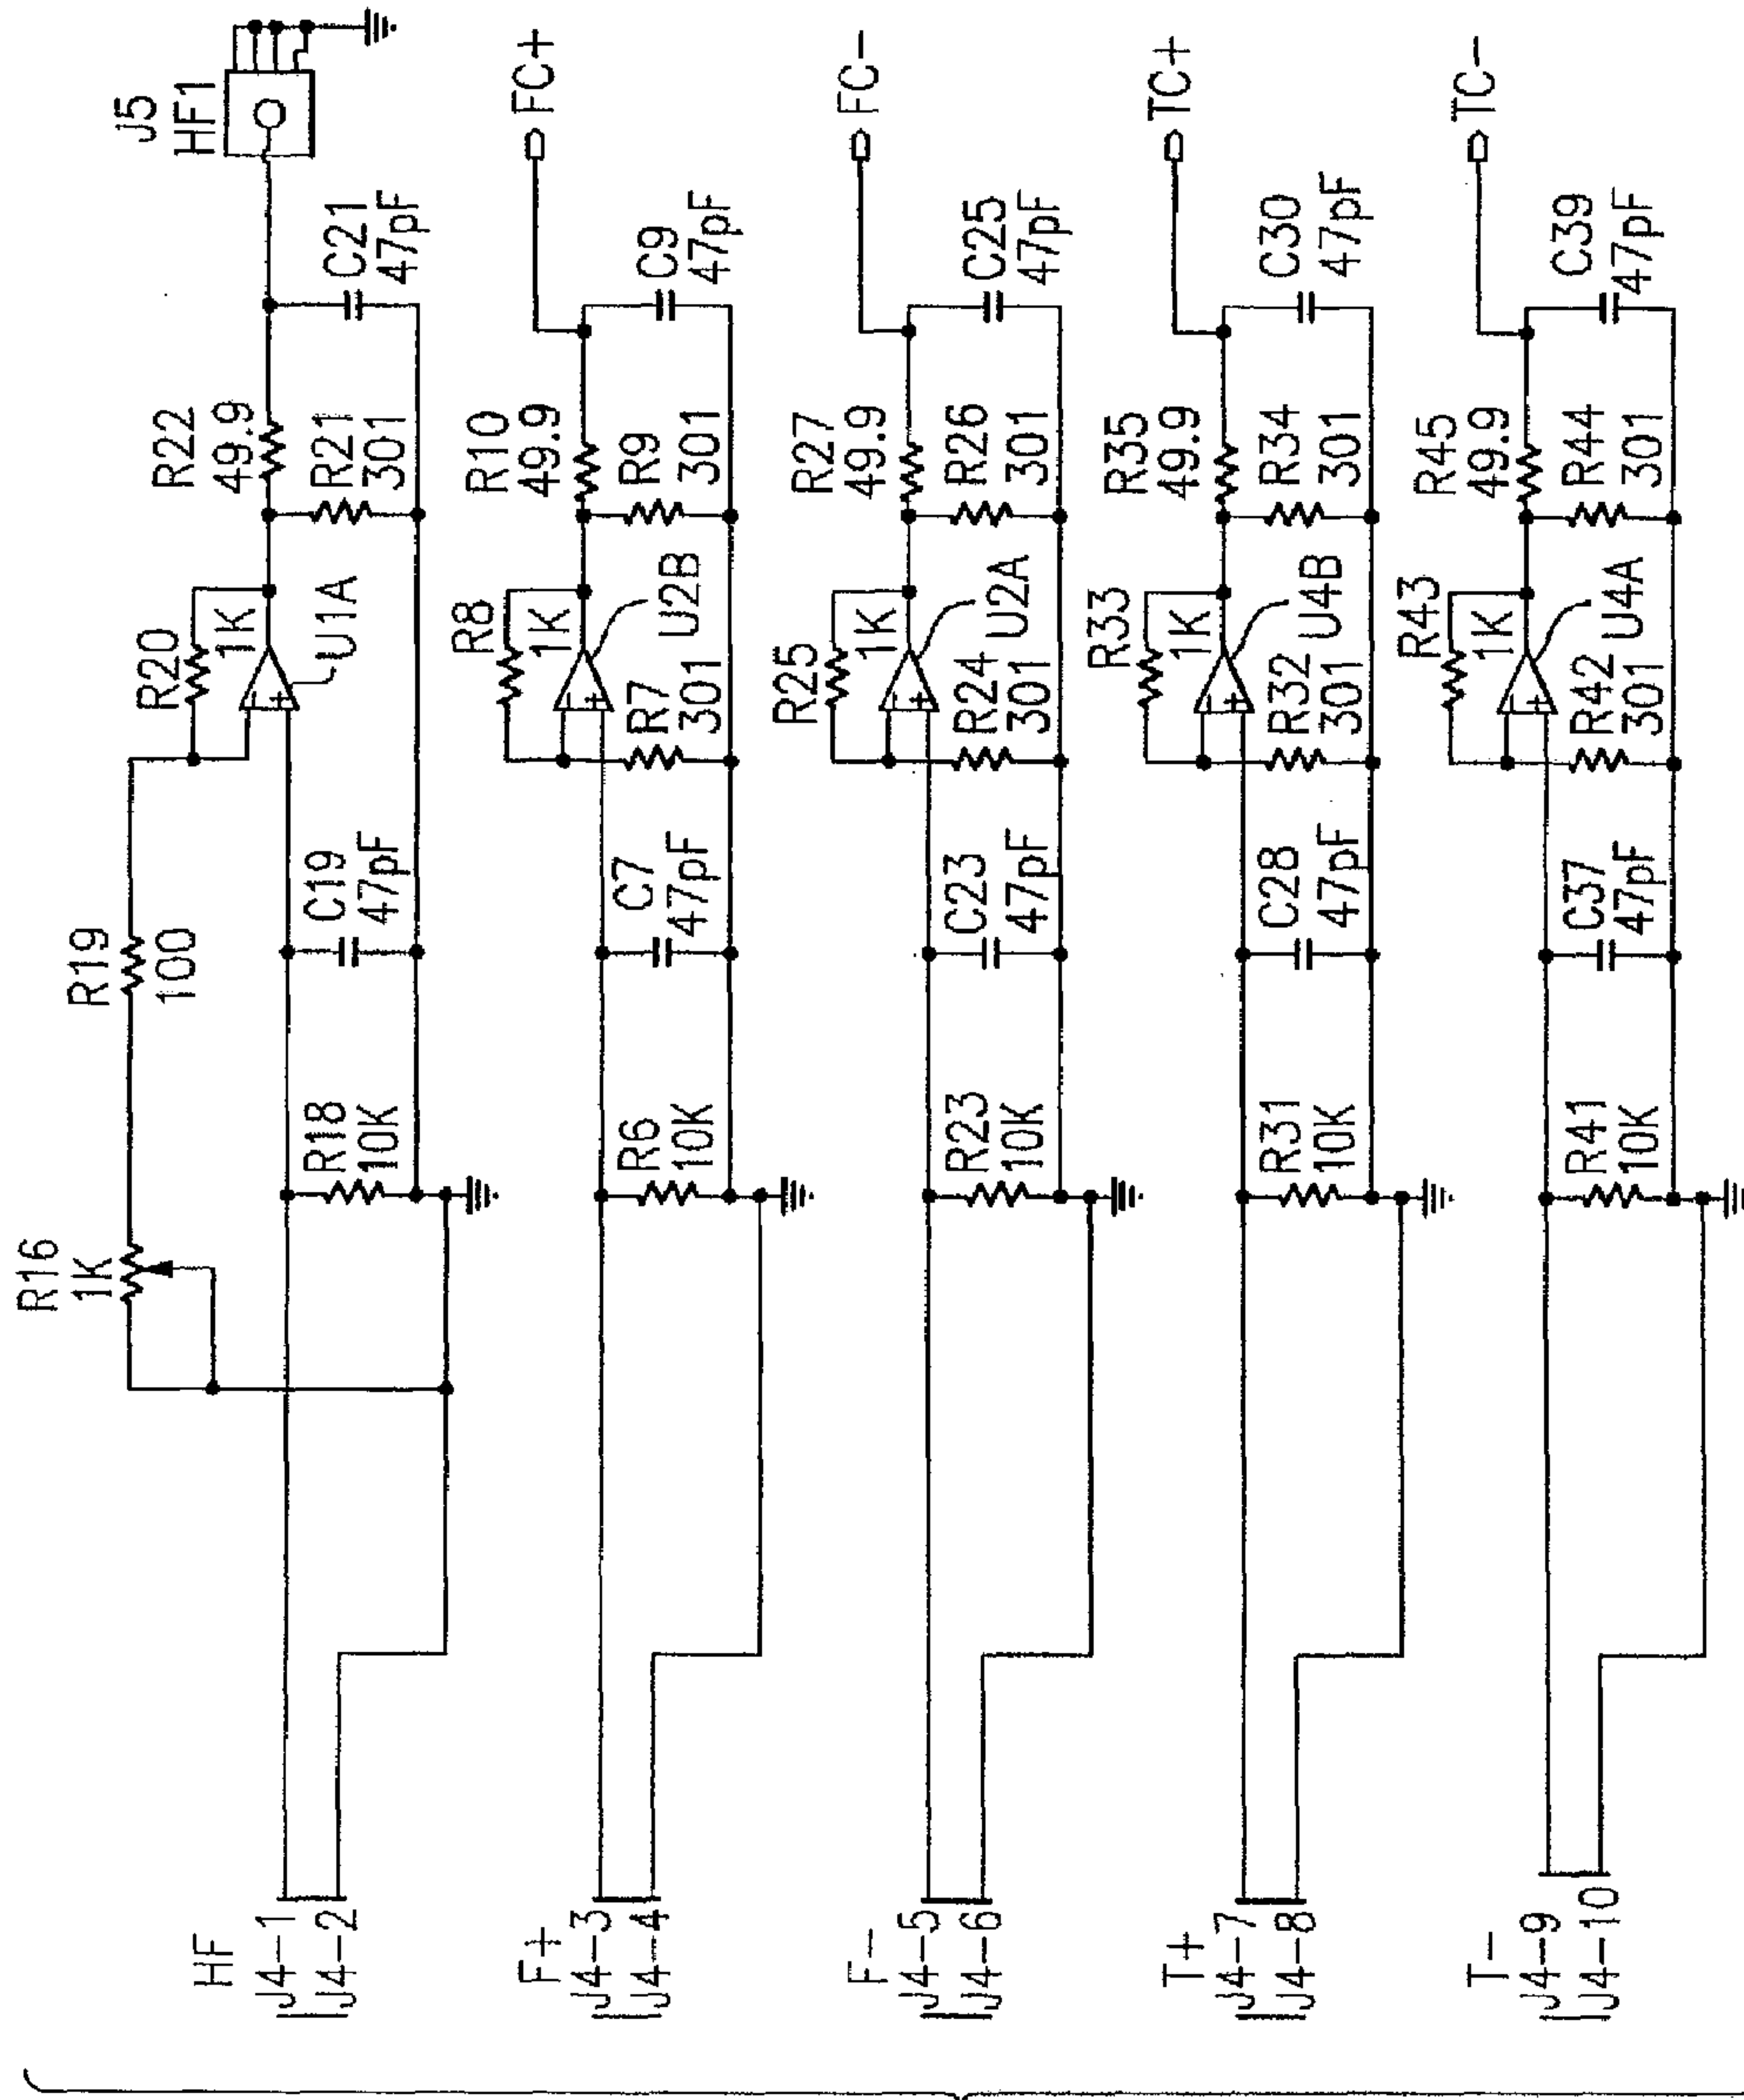 HF
J4-1
J4-2
R16
1K
R18
10K
R19
100
C19
47pF
R20
1K
U1A
R22
49.9
R21
301
C21
47pF
J5
HF1
F+
J4-3
J4-4
R6
10K
C7
47pF
R8
1K
R7
301
U2B
R10
49.9
R9
301
C9
47pF
FC+
F-
J4-5
J4-6
R23
10K
C23
47pF
R25
1K
R24
301
U2A
R27
49.9
R26
301
C25
47pF
FC-
T+
J4-7
J4-8
R31
10K
C28
47pF
R33
1K
R32
301
U4B
R35
49.9
R34
301
C30
47pF
TC+
T-
J4-9
J4-10
R41
10K
C37
47pF
R43
1K
R42
301
U4A
R45
49.9
R44
301
C39
47pF
TC-